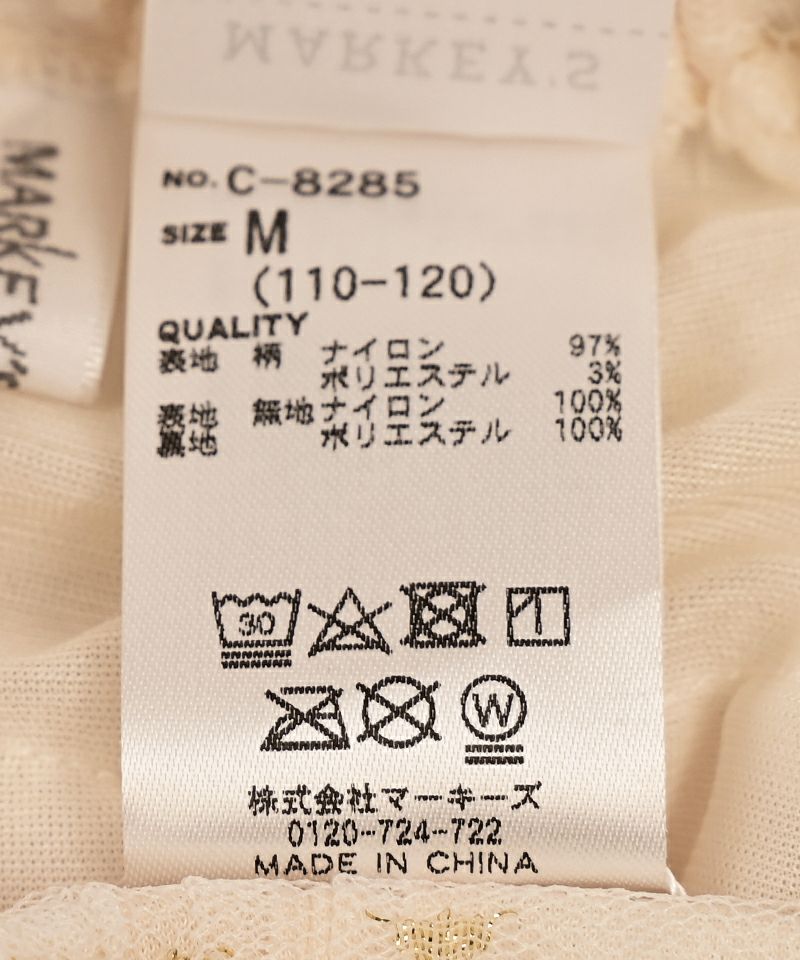 MARKEY'S
MARKEY'S
NO. C-8285
SIZE M
(110-120)
QUALITY
表地 柄 ナイロン 97%
ポリエステル 3%
表地 無地 ナイロン 100%
裏地 ポリエステル 100%
30
W
株式会社マーキーズ
0120-724-722
MADE IN CHINA